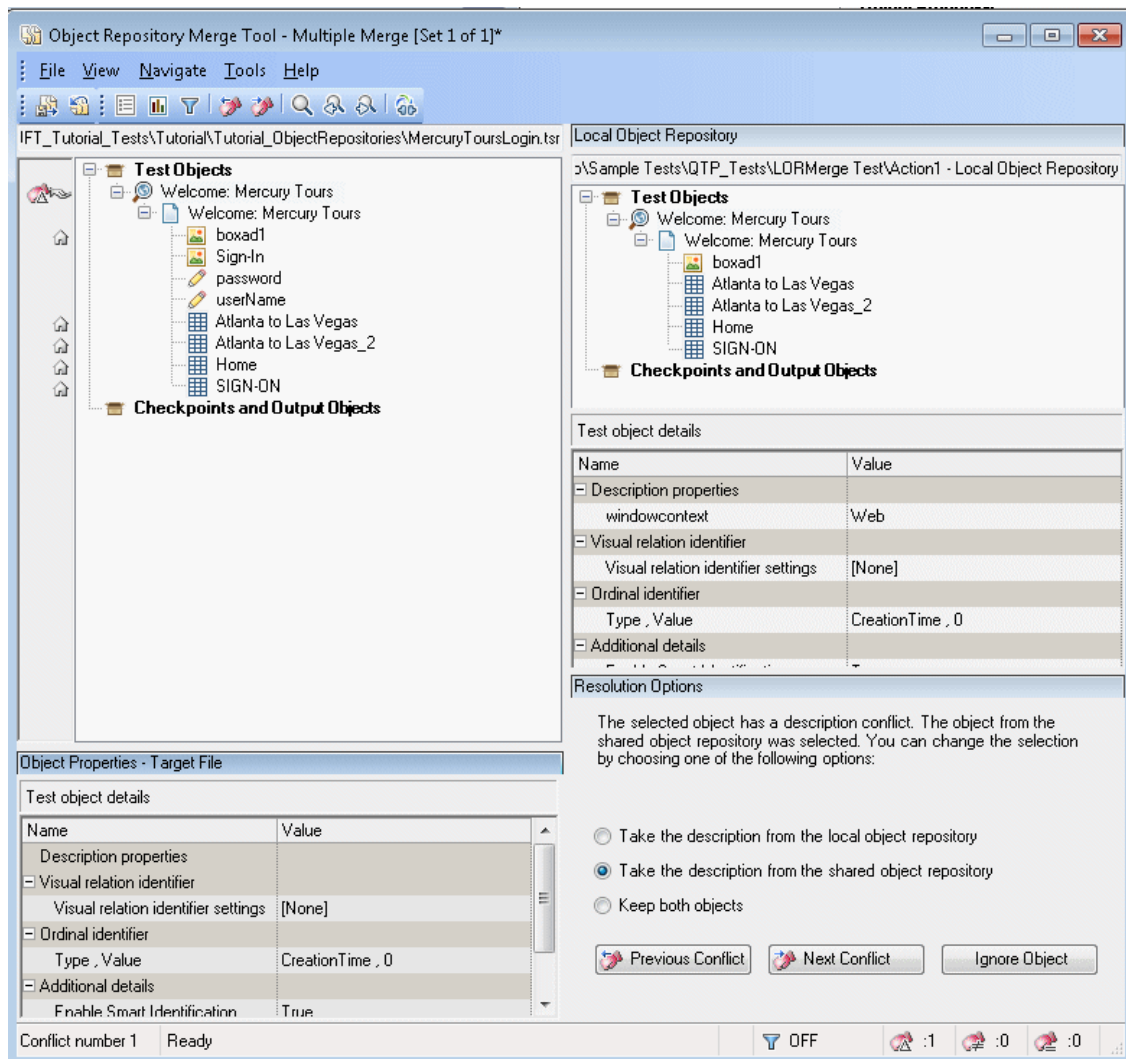 Object Repository Merge Tool - Multiple Merge [Set 1 of 1]*
File View Navigate Tools Help
IFT_Tutorial_Tests\Tutorial\Tutorial_ObjectRepositories\MercuryToursLogin.tsr
Test Objects
Welcome: Mercury Tours
Welcome: Mercury Tours
boxad1
Sign-In
password
userName
Atlanta to Las Vegas
Atlanta to Las Vegas_2
Home
SIGN-ON
Checkpoints and Output Objects
Local Object Repository
\Sample Tests\QTP_Tests\LORMerge Test\Action1 - Local Object Repository
Test Objects
Welcome: Mercury Tours
Welcome: Mercury Tours
boxad1
Atlanta to Las Vegas
Atlanta to Las Vegas_2
Home
SIGN-ON
Checkpoints and Output Objects
Test object details
Name Value
Description properties
windowcontext Web
Visual relation identifier
Visual relation identifier settings [None]
Ordinal identifier
Type , Value CreationTime , 0
Additional details
Resolution Options
The selected object has a description conflict. The object from the
shared object repository was selected. You can change the selection
by choosing one of the following options:
Take the description from the local object repository
Take the description from the shared object repository
Keep both objects
Previous Conflict Next Conflict Ignore Object
Object Properties - Target File
Test object details
Name Value
Description properties
Visual relation identifier
Visual relation identifier settings [None]
Ordinal identifier
Type , Value CreationTime , 0
Additional details
Enable Smart Identification True
Conflict number 1 Ready OFF :1 :0 :0